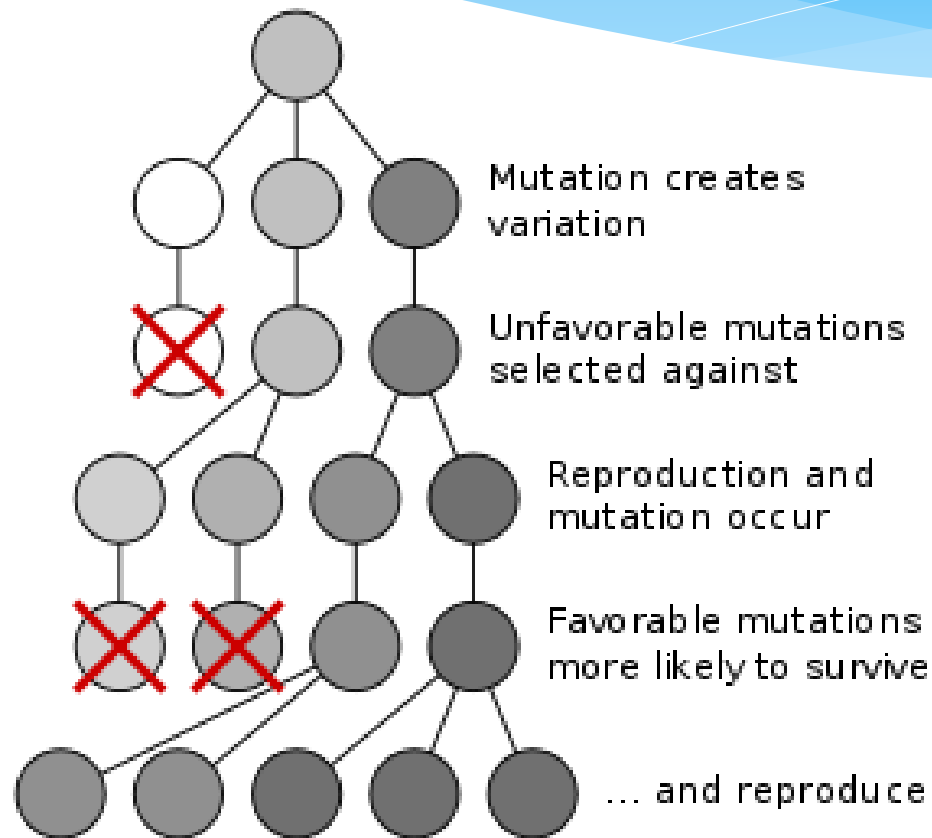 Mutation creates
variation
Unfavorable mutations
selected against
Reproduction and
mutation occur
Favorable mutations
more likely to survive
... and reproduce